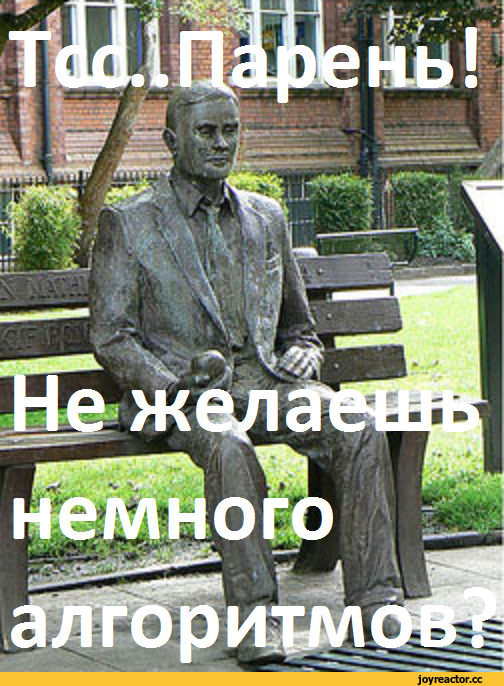 Тсс..Парень!
Не желаешь
немного
алгоритмов?
joyreactor.cc